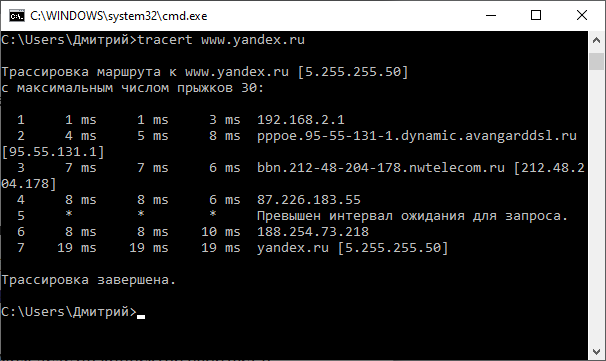 C:\WINDOWS\system32\cmd.exe
C:\Users\Дмитрий>tracert www.yandex.ru
Трассировка маршрута к www.yandex.ru [5.255.255.50]
с максимальным числом прыжков 30:
1 1 ms 1 ms 3 ms 192.168.2.1
2 4 ms 5 ms 8 ms pppoe.95-55-131-1.dynamic.avangarddsl.ru
[95.55.131.1]
3 7 ms 7 ms 6 ms bbn.212-48-204-178.nwtelecom.ru [212.48.2
04.178]
4 8 ms 8 ms 6 ms 87.226.183.55
5 * * * Превышен интервал ожидания для запроса.
6 8 ms 8 ms 10 ms 188.254.73.218
7 19 ms 19 ms 19 ms yandex.ru [5.255.255.50]
Трассировка завершена.
C:\Users\Дмитрий>